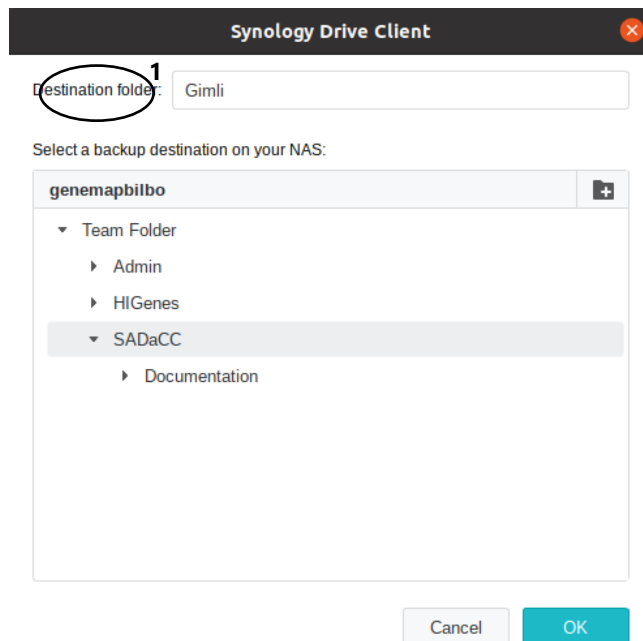 Synology Drive Client
1
Destination folder: Gimli
Select a backup destination on your NAS:
genemapbilbo
Team Folder
Admin
HIGenes
SADaCC
Documentation
Cancel OK